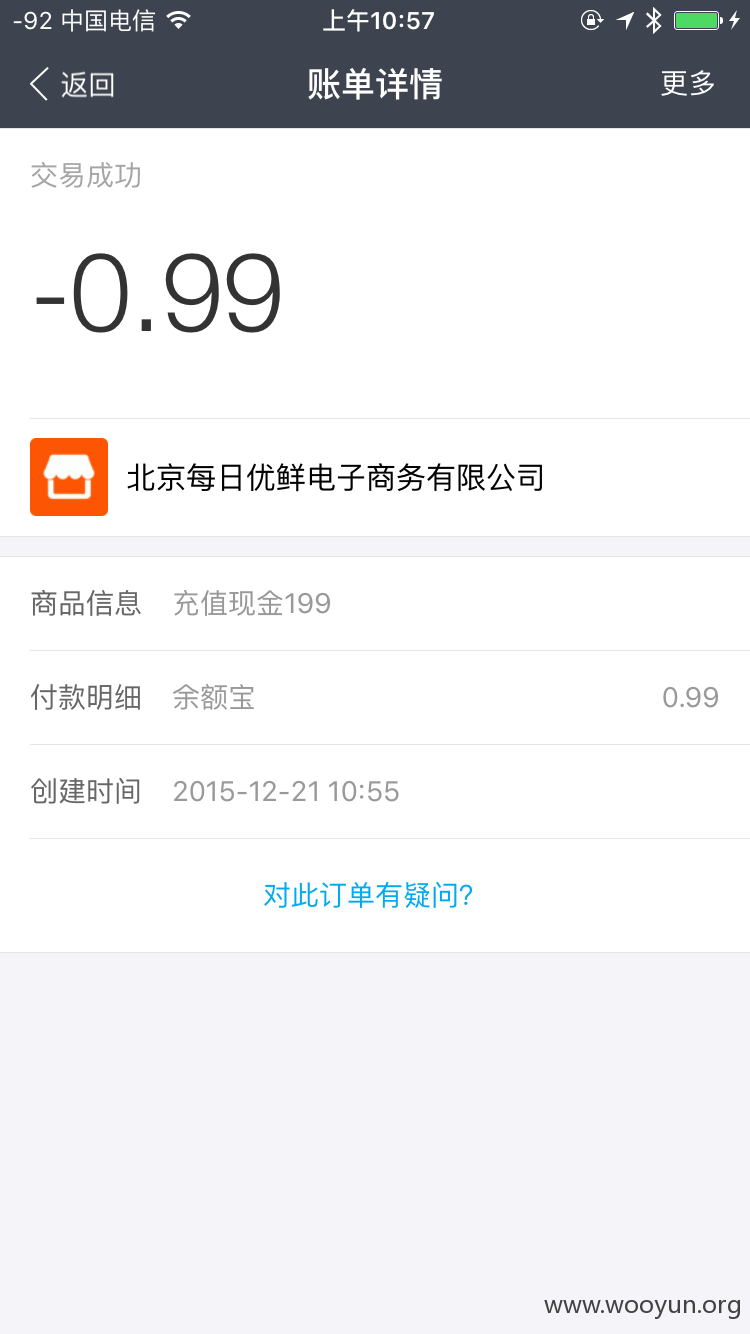 -92 中国电信 上午10:57
返回 账单详情 更多
交易成功
-0.99
北京每日优鲜电子商务有限公司
商品信息 充值现金199
付款明细 余额宝 0.99
创建时间 2015-12-21 10:55
对此订单有疑问?
www.wooyun.org